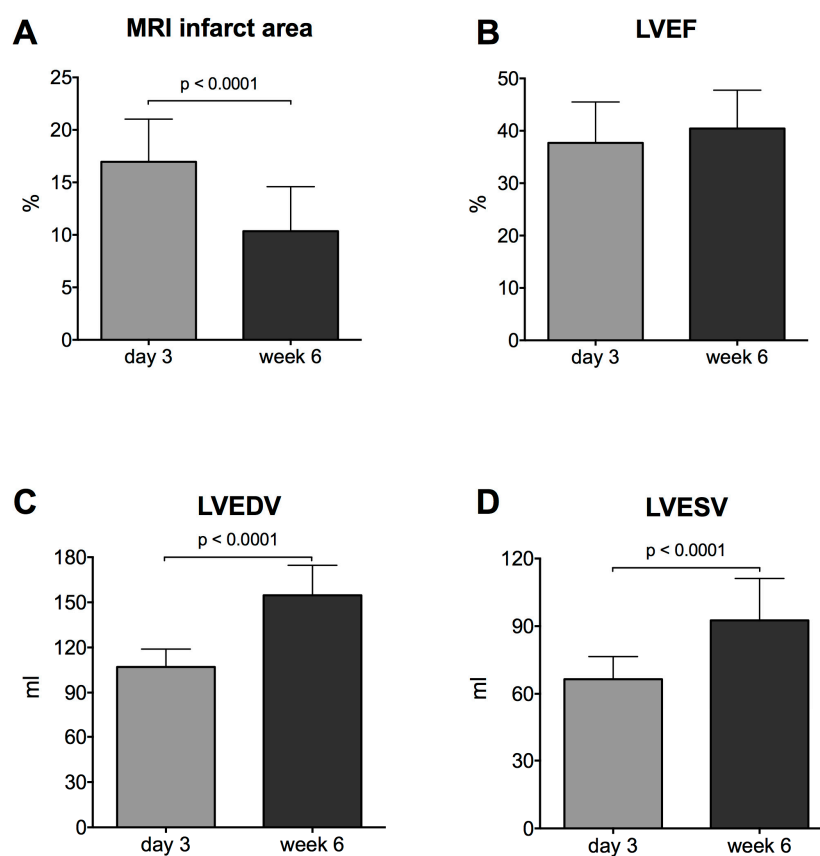 A
MRI infarct area
p < 0.0001
25
20
15
10
5
0
%
day 3
week 6
B
LVEF
50
40
30
20
10
0
%
day 3
week 6
C
LVEDV
p < 0.0001
180
150
120
90
60
30
0
ml
day 3
week 6
D
LVESV
p < 0.0001
120
90
60
30
0
ml
day 3
week 6